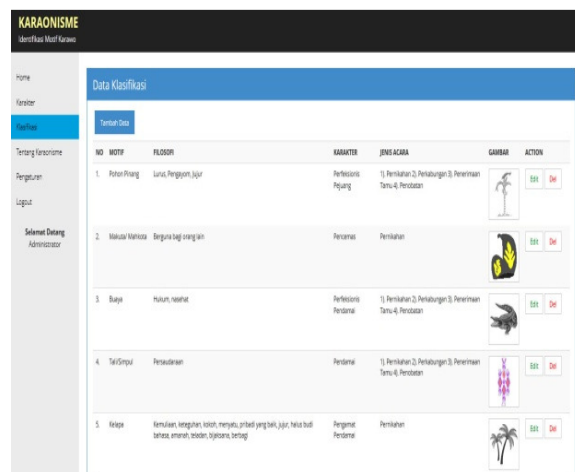 KARAONISME
Identifikasi Motif Karawo
Home
Karakter
Klasifikasi
Tentang Karaonisme
Pengaturan
Logout
Selamat Datang
Administrator
Data Klasifikasi
Tambah Data
NO MOTIF FILOSOFI KARAKTER JENIS ACARA GAMBAR ACTION
1. Pohon Pinang Lurus, Pengayom, Jujur Perfeksionis 1). Pernikahan 2). Perkabungan 3). Penerimaan Edit Del
Pejuang Tamu 4). Penobatan
2. Makuta/ Mahkota Berguna bagi orang lain Pencemas Pernikahan Edit Del
3. Buaya Hukum, nasehat Perfeksionis 1). Pernikahan 2). Perkabungan 3). Penerimaan Edit Del
Pendamai Tamu 4). Penobatan
4. Tali/Simpul Persaudaraan Pendamai 1). Pernikahan 2). Perkabungan 3). Penerimaan Edit Del
Tamu 4). Penobatan
5. Kelapa Kemuliaan, keteguhan, kokoh, menyatu, pribadi yang baik, jujur, halus budi Pengamat Pernikahan Edit Del
bahasa, amanah, teladan, bijaksana, berbagi Pendamai